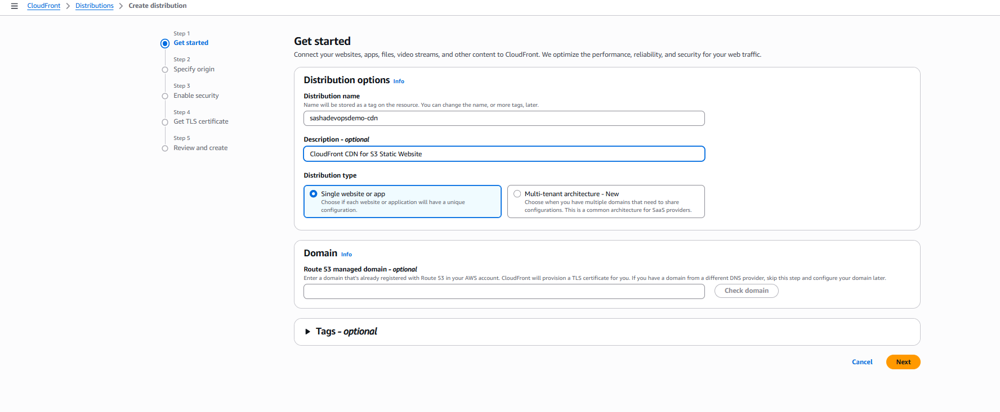 CloudFront
Distributions
Create distribution
Step 1
Get started
Step 2
Specify origin
Step 3
Enable security
Step 4
Get TLS certificate
Step 5
Review and create
Get started
Connect your websites, apps, files, video streams, and other content to CloudFront. We optimize the performance, reliability, and security for your web traffic.
Distribution options Info
Distribution name
Name will be stored as a tag on the resource. You can change the name, or more tags, later.
sashadevopsdemo-cdn
Description - optional
CloudFront CDN for S3 Static Website
Distribution type
Single website or app
Choose if each website or application will have a unique
configuration.
Multi-tenant architecture - New
Choose when you have multiple domains that need to share
configurations. This is a common architecture for SaaS providers.
Domain Info
Route 53 managed domain - optional
Enter a domain that's already registered with Route 53 in your AWS account. CloudFront will provision a TLS certificate for you. If you have a domain from a different DNS provider, skip this step and configure your domain later.
Check domain
Tags - optional
Cancel
Next